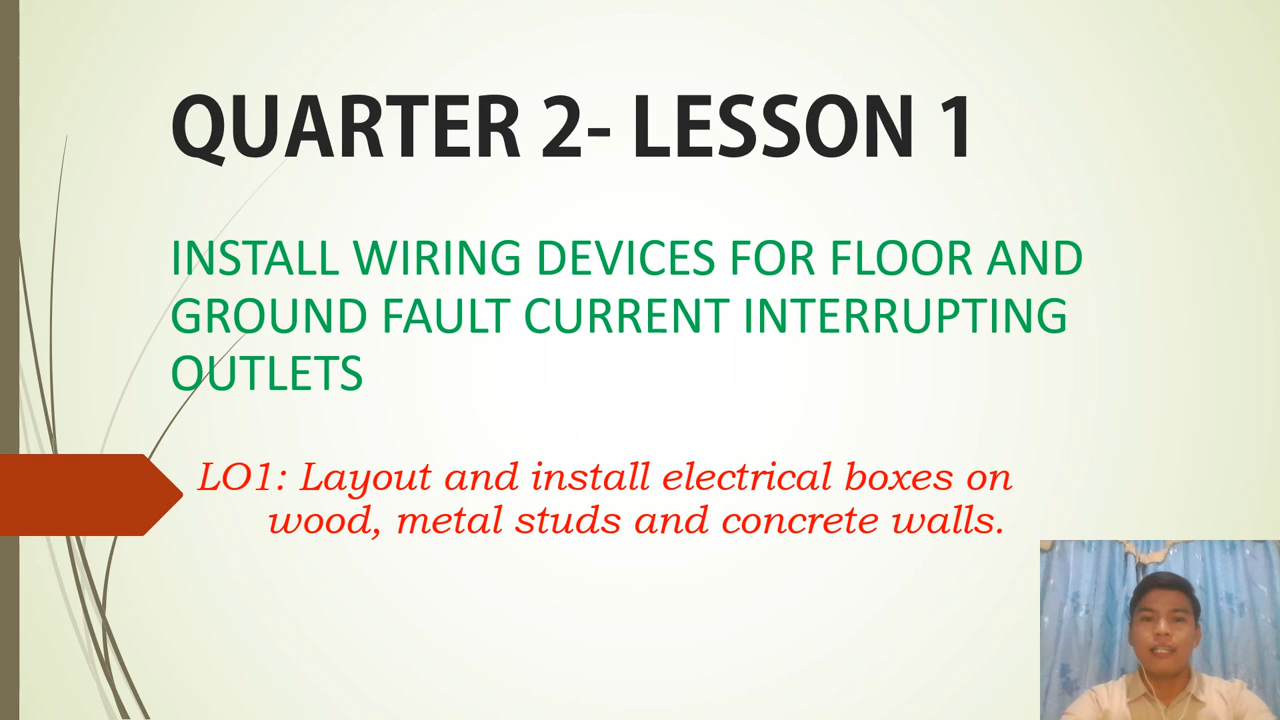 QUARTER 2- LESSON 1
INSTALL WIRING DEVICES FOR FLOOR AND
GROUND FAULT CURRENT INTERRUPTING
OUTLETS
LO1: Layout and install electrical boxes on
wood, metal studs and concrete walls.